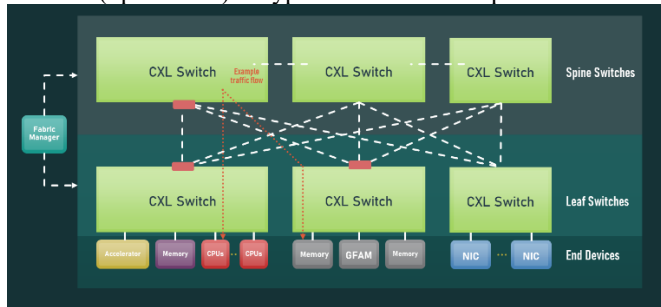 CXL Switch
Example
traffic flow
CXL Switch
CXL Switch
Spine Switches
Fabric
Manager
CXL Switch
CXL Switch
CXL Switch
Leaf Switches
Accelerator
Memory
CPUs
CPUs
Memory
GFAM
Memory
NIC
NIC
End Devices